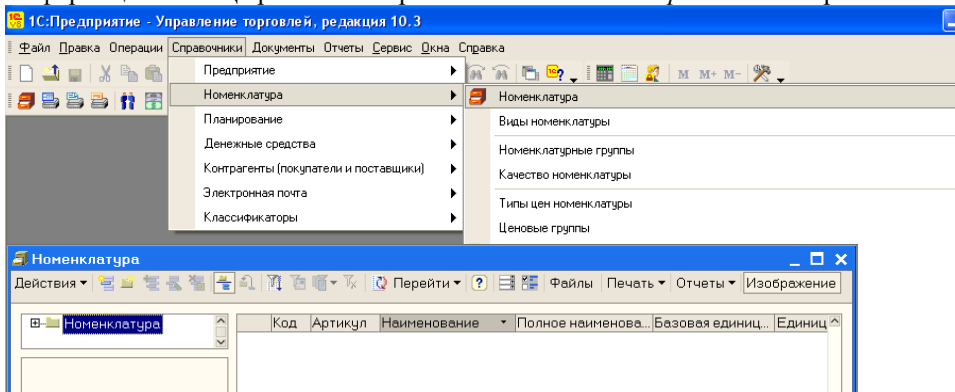 1С:Предприятие - Управление торговлей, редакция 10.3
Файл Правка Операции Справочники Документы Отчеты Сервис Окна Справка
M M+ M-
Предприятие
Номенклатура
Планирование
Денежные средства
Контрагенты (покупатели и поставщики)
Электронная почта
Классификаторы
Номенклатура
Виды номенклатуры
Номенклатурные группы
Качество номенклатуры
Типы цен номенклатуры
Ценовые группы
Номенклатура
Действия Перейти Файлы Печать Отчеты Изображение
Номенклатура
Код Артикул Наименование Полное наименова... Базовая единиц... Единиц